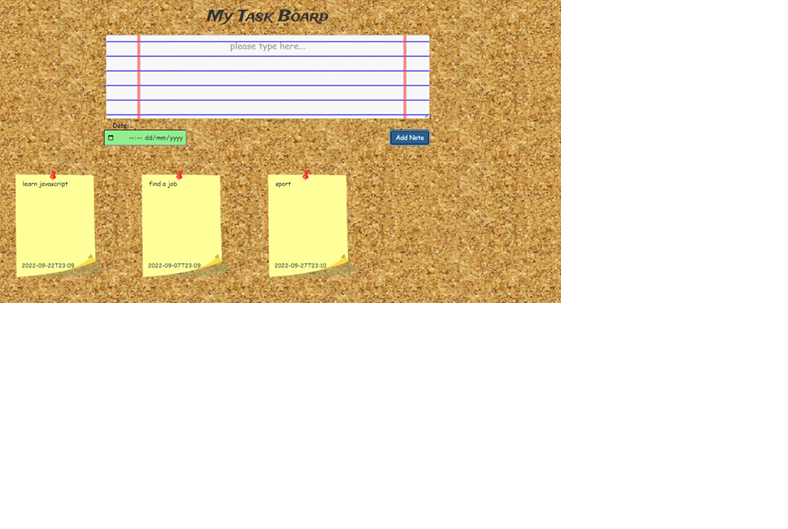 My Task Board
please type here...
Date
--:-- dd/mm/yyyy
Add Note
learn javascript
find a job
sport
2022-09-22T23:09
2022-09-07T23:09
2022-09-27T23:10